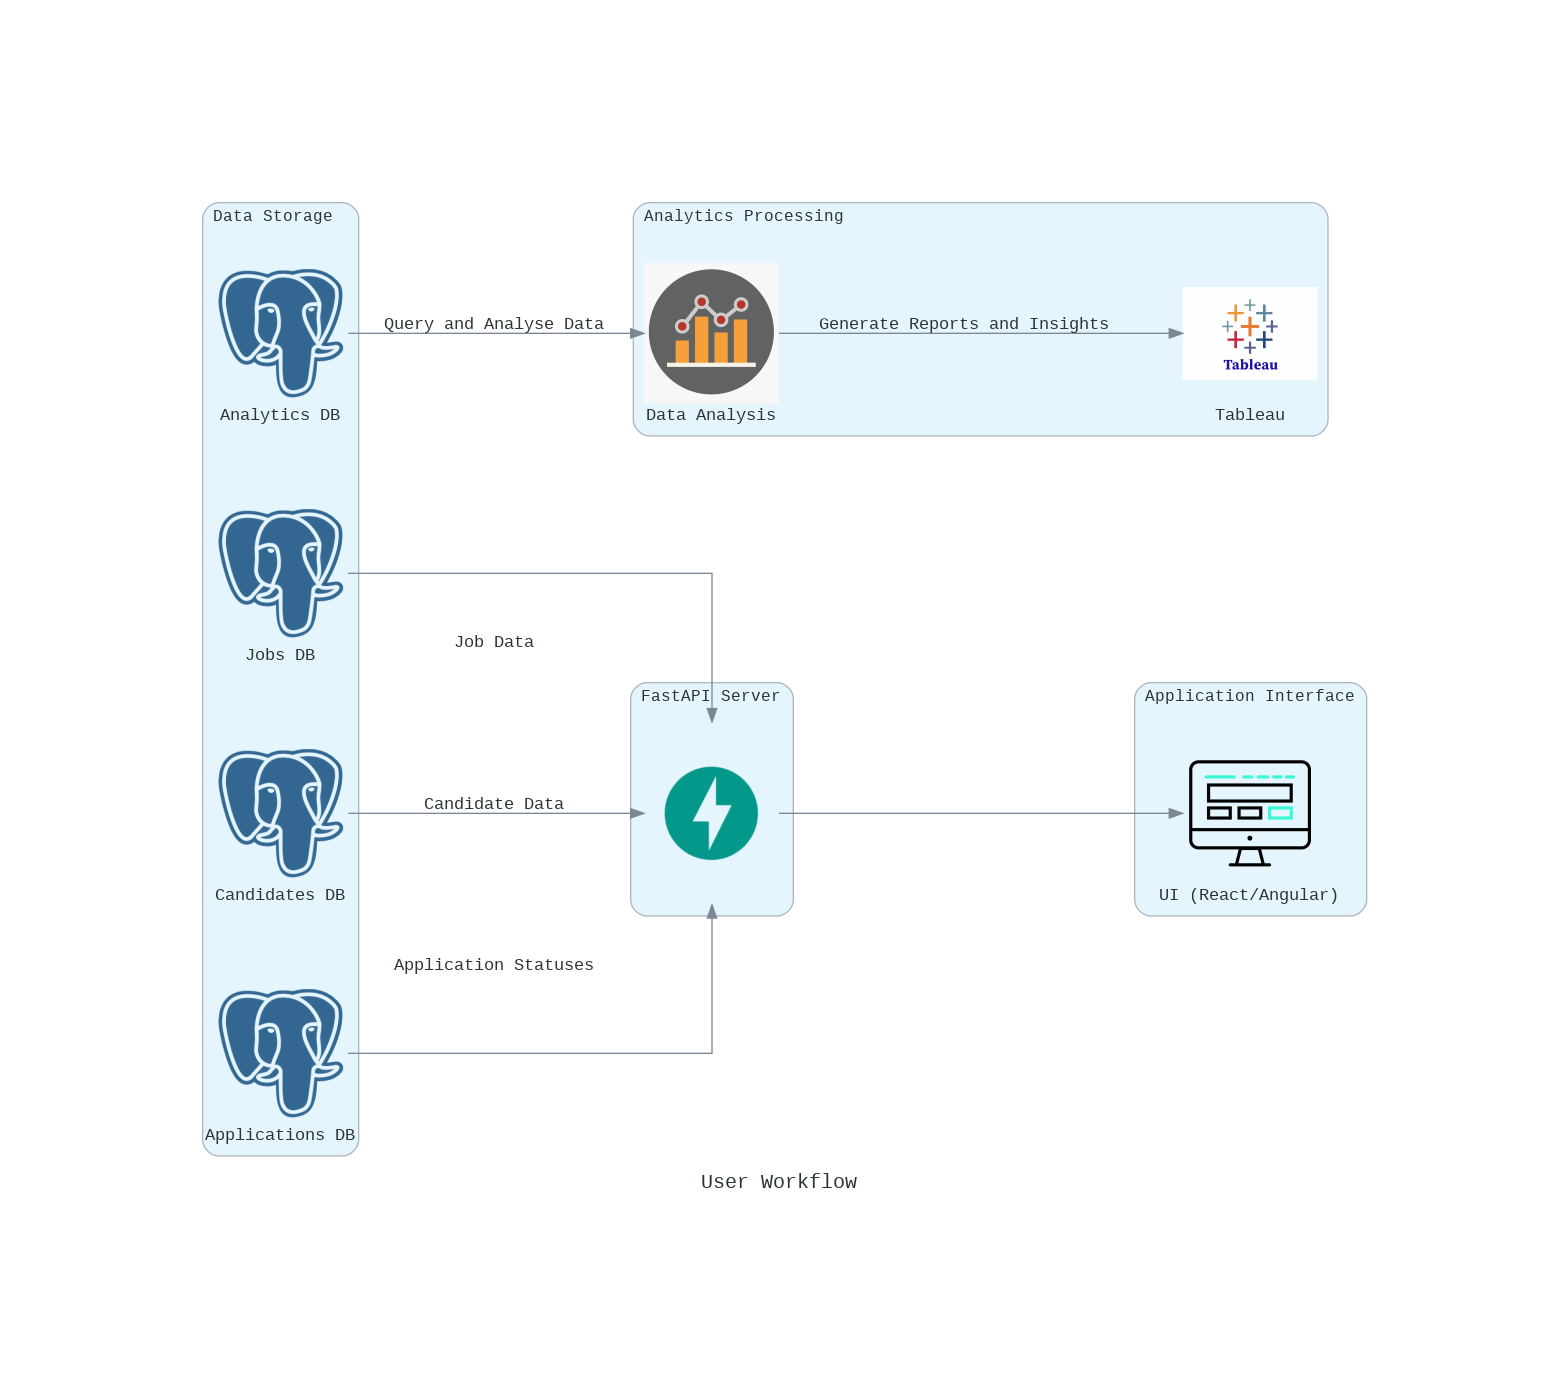 Data Storage
Analytics Processing
Query and Analyse Data
Generate Reports and Insights
Tableau
Analytics DB
Data Analysis
Tableau
Job Data
Jobs DB
FastAPI Server
Application Interface
Candidate Data
Candidates DB
UI (React/Angular)
Application Statuses
Applications DB
User Workflow